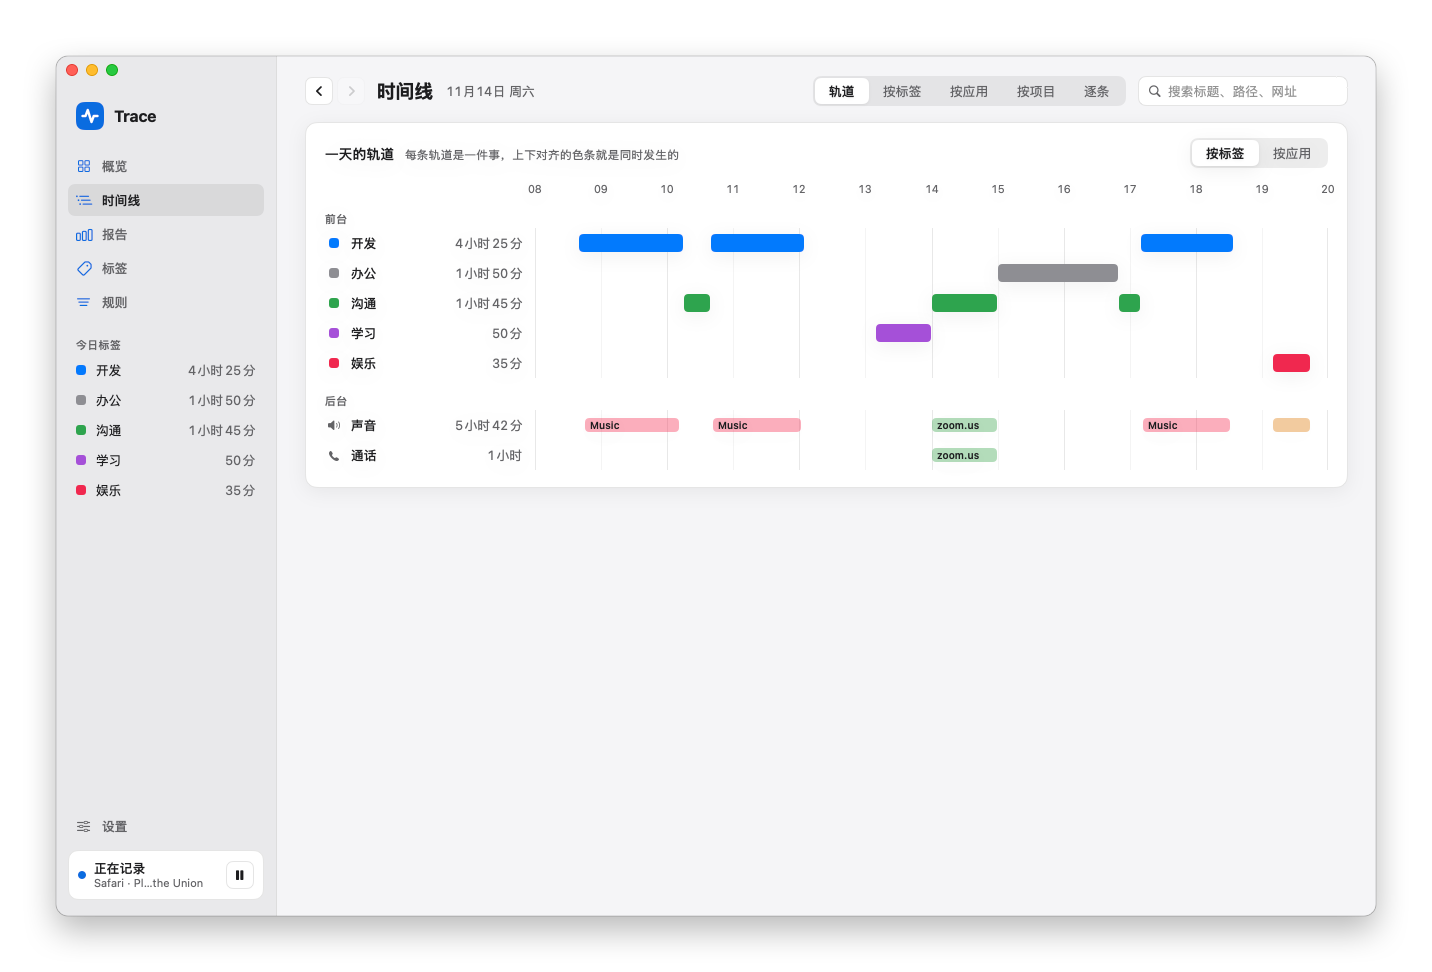 Trace
概览
时间线
报告
标签
规则
今日标签
开发 4小时25分
办公 1小时50分
沟通 1小时45分
学习 50分
娱乐 35分
设置
正在记录
Safari · Pl...the Union
时间线 11月14日 周六
轨道 按标签 按应用 按项目 逐条
搜索标题、路径、网址
一天的轨道 每条轨道是一件事，上下对齐的色条就是同时发生的
按标签 按应用
08 09 10 11 12 13 14 15 16 17 18 19 20
前台
开发 4小时25分
办公 1小时50分
沟通 1小时45分
学习 50分
娱乐 35分
后台
声音 5小时42分 Music Music zoom.us Music
通话 1小时 zoom.us